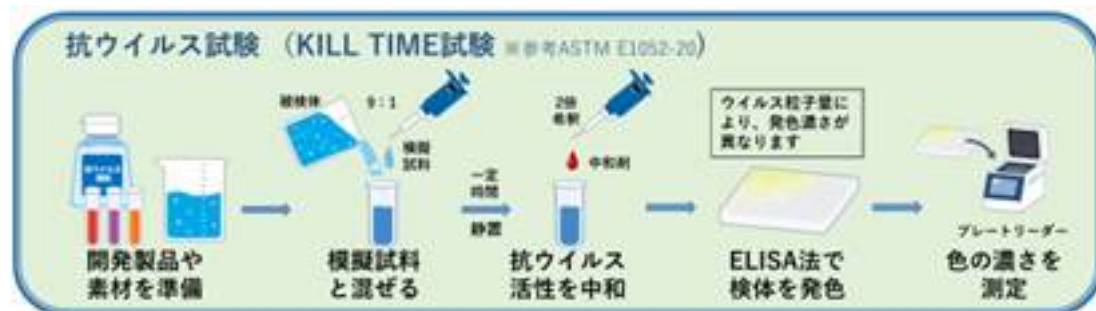 抗ウイルス試験 （KILL TIME試験 ※参考ASTM E1052-20)
被検体
9：1
模擬
試料
開発製品や
素材を準備
模擬試料
と混ぜる
一定
時間
静置
2倍
希釈
中和剤
抗ウイルス
活性を中和
ウイルス粒子量に
より、発色濃さが
異なります
ELISA法で
検体を発色
プレートリーダー
色の濃さを
測定